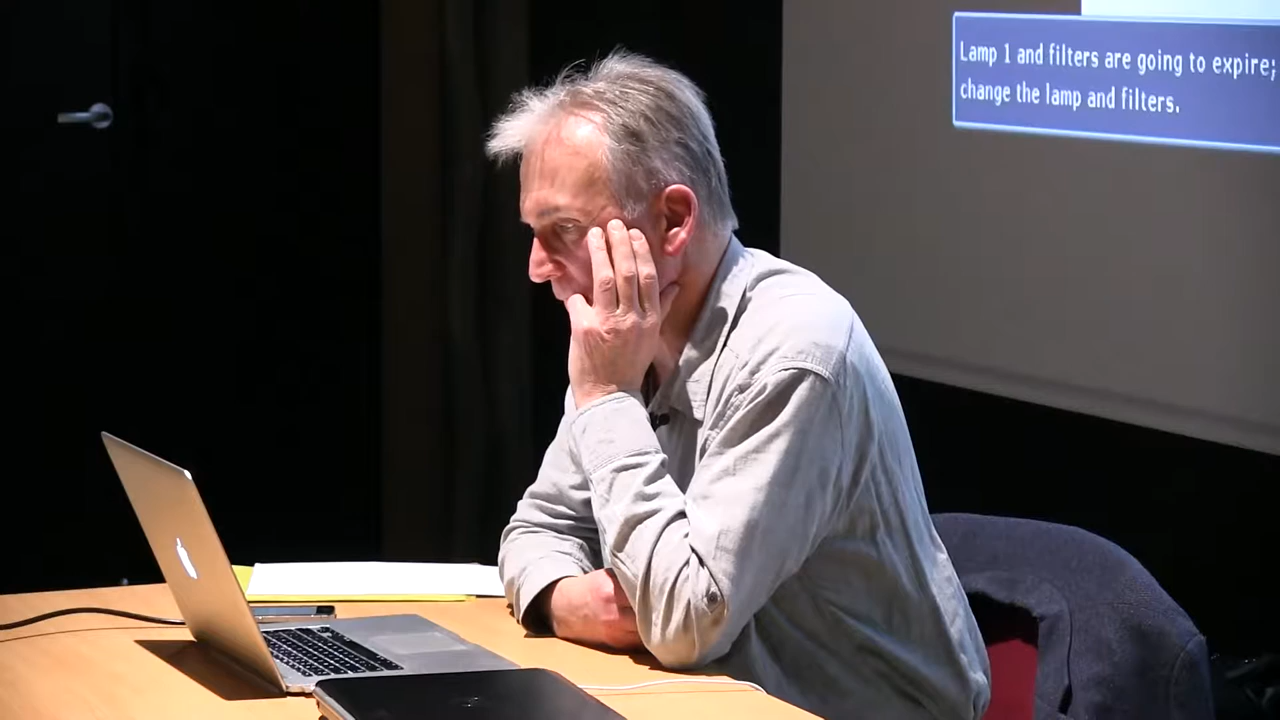 Lamp 1 and filters are going to expire;
change the lamp and filters.